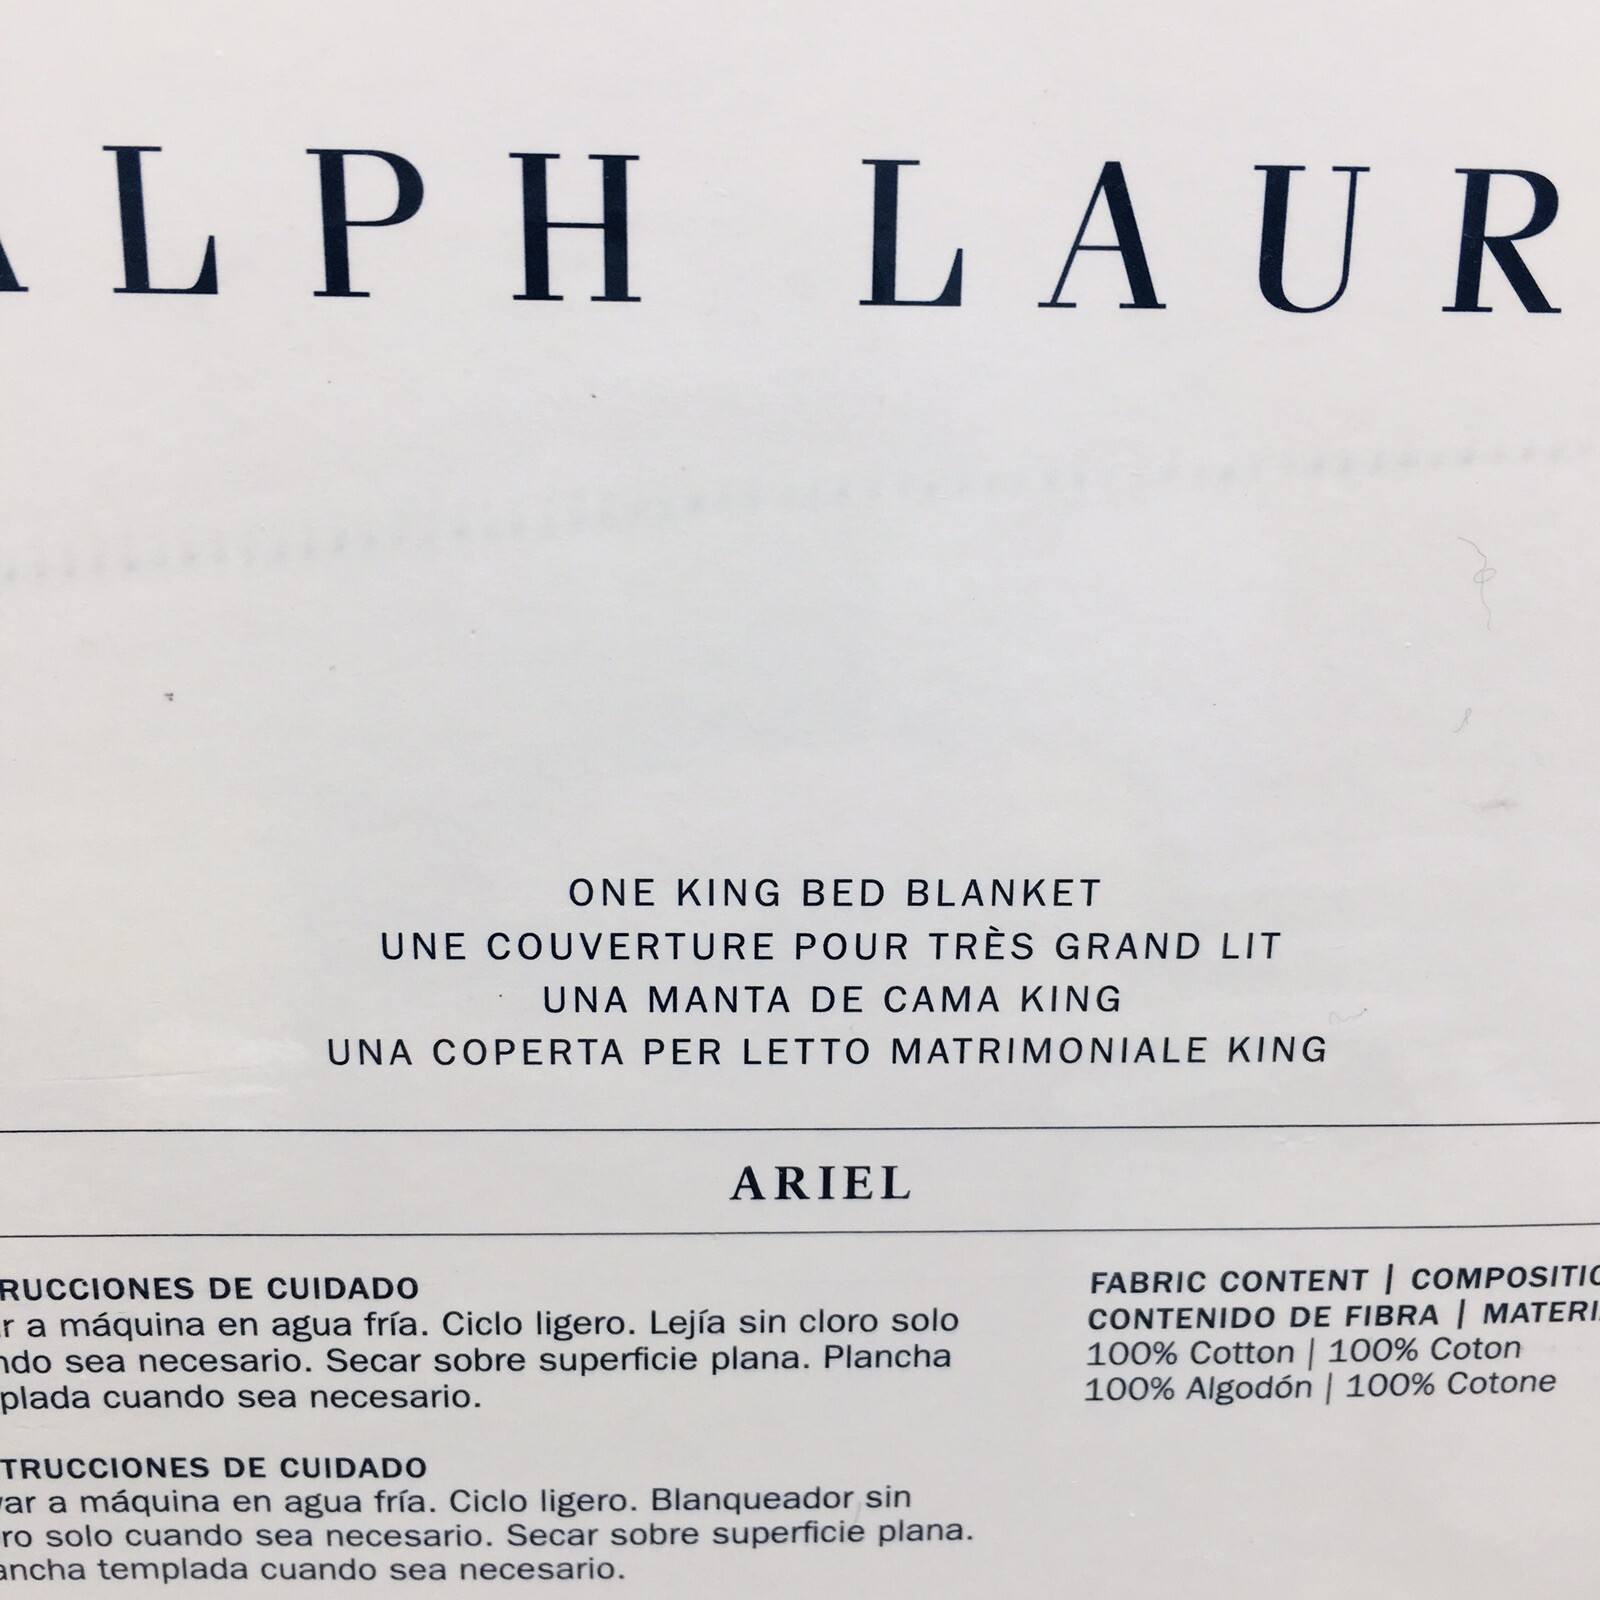 ALPH LAUR
ONE KING BED BLANKET
UNE COUVERTURE POUR TRÈS GRAND LIT
UNA MANTA DE CAMA KING
UNA COPERTA PER LETTO MATRIMONIALE KING
ARIEL
RUCCIONES DE CUIDADO
r a máquina en agua fría. Ciclo ligero. Lejía sin cloro solo
ndo sea necesario. Secar sobre superficie plana. Plancha
plada cuando sea necesario.
TRUCCIONES DE CUIDADO
ar a máquina en agua fría. Ciclo ligero. Blanqueador sin
ro solo cuando sea necesario. Secar sobre superficie plana.
ancha templada cuando sea necesario.
FABRIC CONTENT | COMPOSITIO
CONTENIDO DE FIBRA | MATERI
100% Cotton | 100% Coton
100% Algodón | 100% Cotone